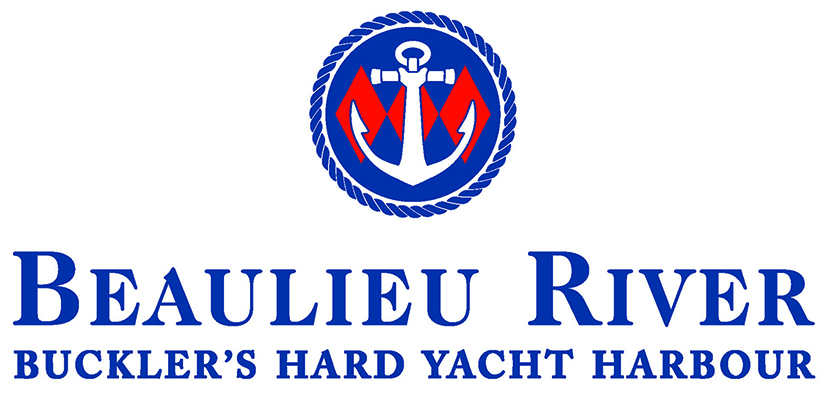 BEAULIEU RIVER
BUCKLER'S HARD YACHT HARBOUR